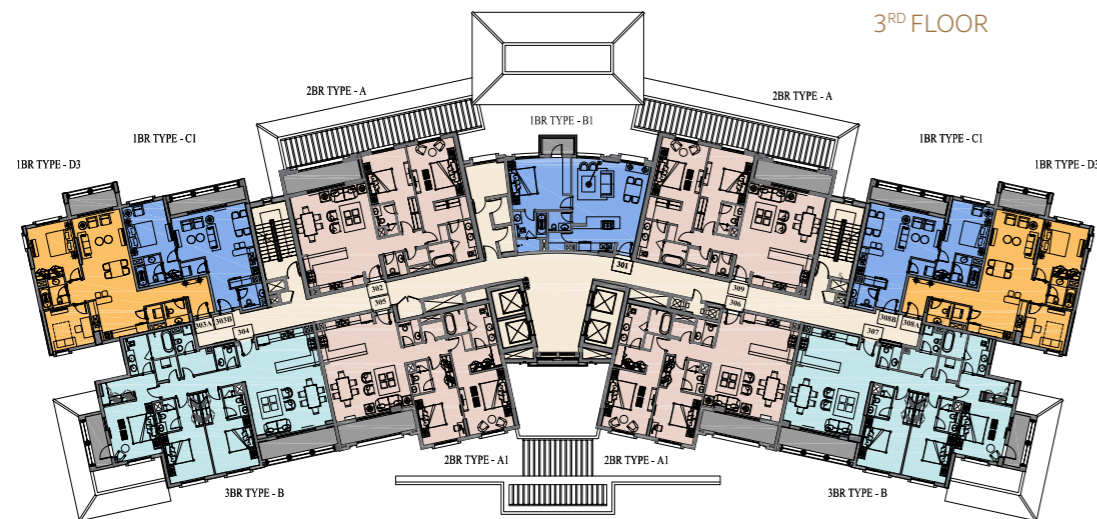 3RD FLOOR
2BR TYPE - A
2BR TYPE - A
1BR TYPE - B1
1BR TYPE - C1
1BR TYPE - C1
1BR TYPE - D3
1BR TYPE - D3
301
302
309
305
306
303A
303B
304
307
308B
308A
2BR TYPE - A1
2BR TYPE - A1
3BR TYPE - B
3BR TYPE - B